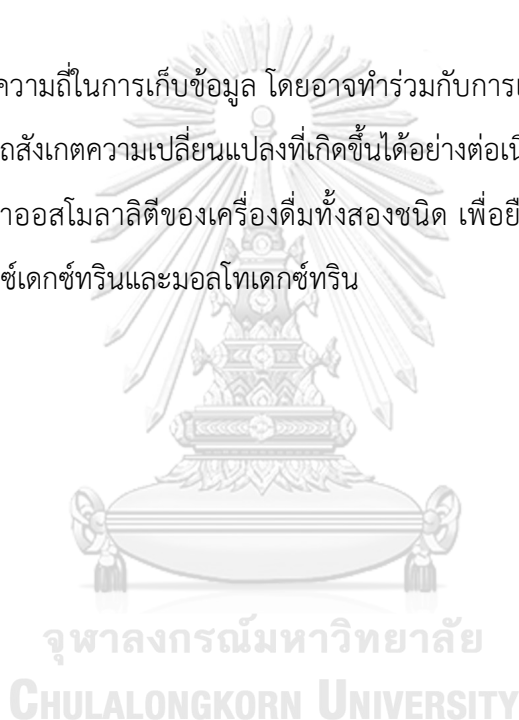 ความถี่ในการเก็บข้อมูล โดยอาจทำร่วมกับการเ
ถสังเกตความเปลี่ยนแปลงที่เกิดขึ้นได้อย่างต่อเนิ
าออสโมลาลิตีของเครื่องดื่มทั้งสองชนิด เพื่อยื
ซ์เดกซ์ทรินและมอลโทเดกซ์ทริน
จุฬาลงกรณ์มหาวิทยาลัย
CHULALONGKORN UNIVERSITY